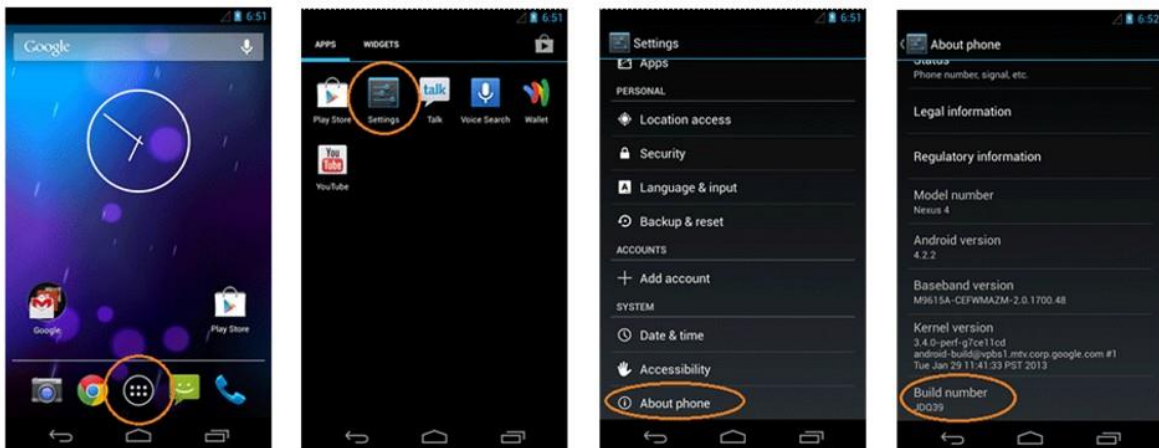 6:51
Google
Google
Play Store
6:51
APPS WIDGETS
Play Store Settings talk Talk Voice Search Wallet
You
Tube
YouTube
6:51
Settings
Apps
PERSONAL
Location access
Security
A Language & input
Backup & reset
ACCOUNTS
Add account
SYSTEM
Date & time
Accessibility
About phone
6:52
About phone
Status
Phone number, signal, etc.
Legal information
Regulatory information
Model number
Nexus 4
Android version
4.2.2
Baseband version
M9615A-CEFWMAZM-2.0.1700.48
Kernel version
3.4.0-perf-g7ce11cd
android-build@vpbs1.mtv.corp.google.com #1
Tue Jan 29 11:41:33 PST 2013
Build number
JDQ39